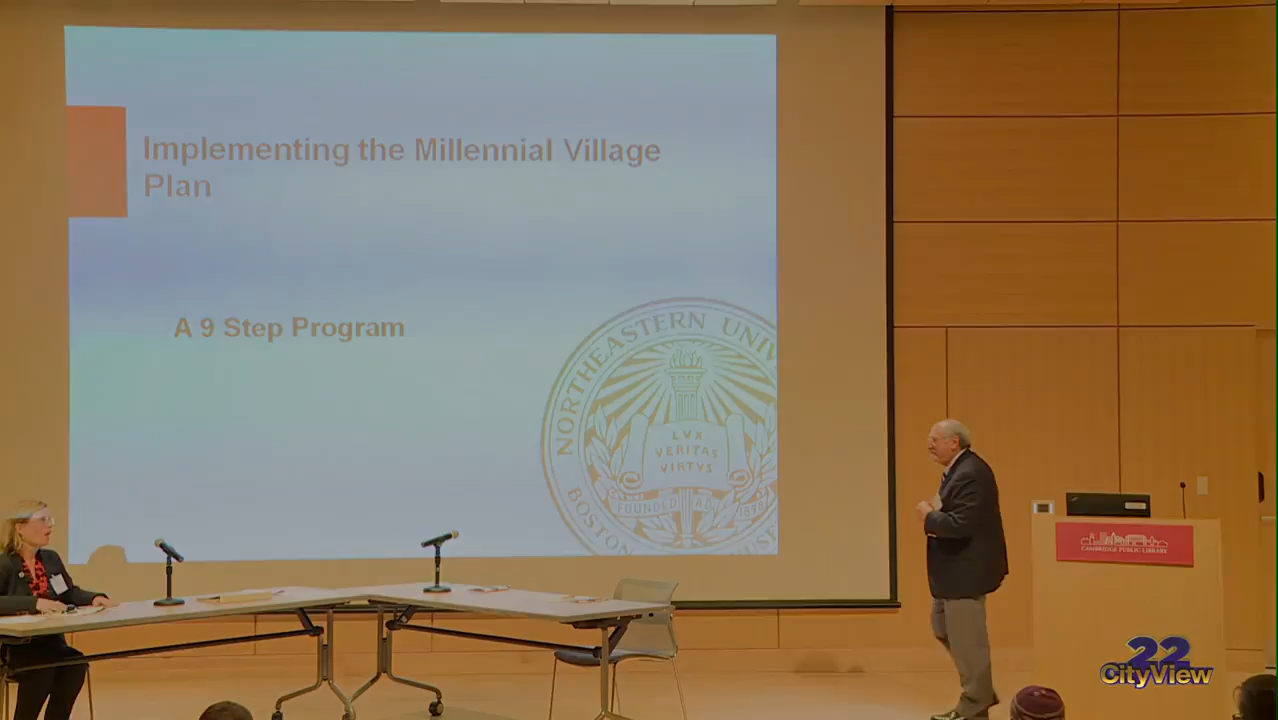 Implementing the Millennial Village
Plan
A 9 Step Program
NORTHEASTERN UNIV
LVX
VERITAS
VIRTVS
FOUNDED AD 1898
BOSTON
CAMBRIDGE PUBLIC LIBRARY
22
CityView